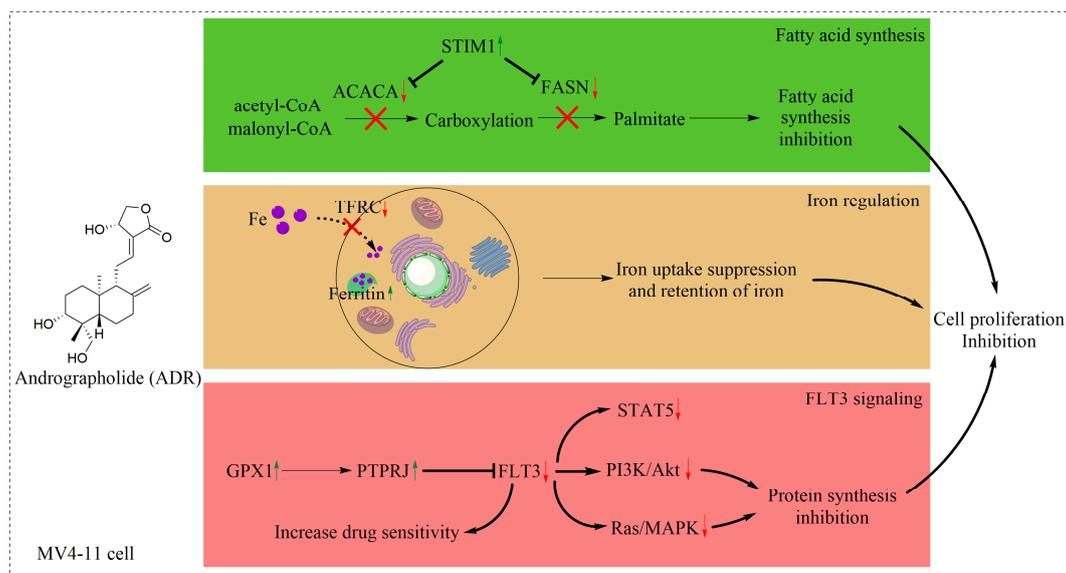 Fatty acid synthesis
STIM1
ACACA
FASN
acetyl-CoA
malonyl-CoA
Carboxylation
Palmitate
Fatty acid
synthesis
inhibition
Iron regulation
Fe
TFRC
Ferritin
Iron uptake suppression
and retention of iron
O
O
HO
HO
H
HO
Andrographolide (ADR)
Cell proliferation
Inhibition
FLT3 signaling
STAT5
GPX1
PTPRJ
FLT3
PI3K/Akt
Protein synthesis
inhibition
Increase drug sensitivity
Ras/MAPK
MV4-11 cell